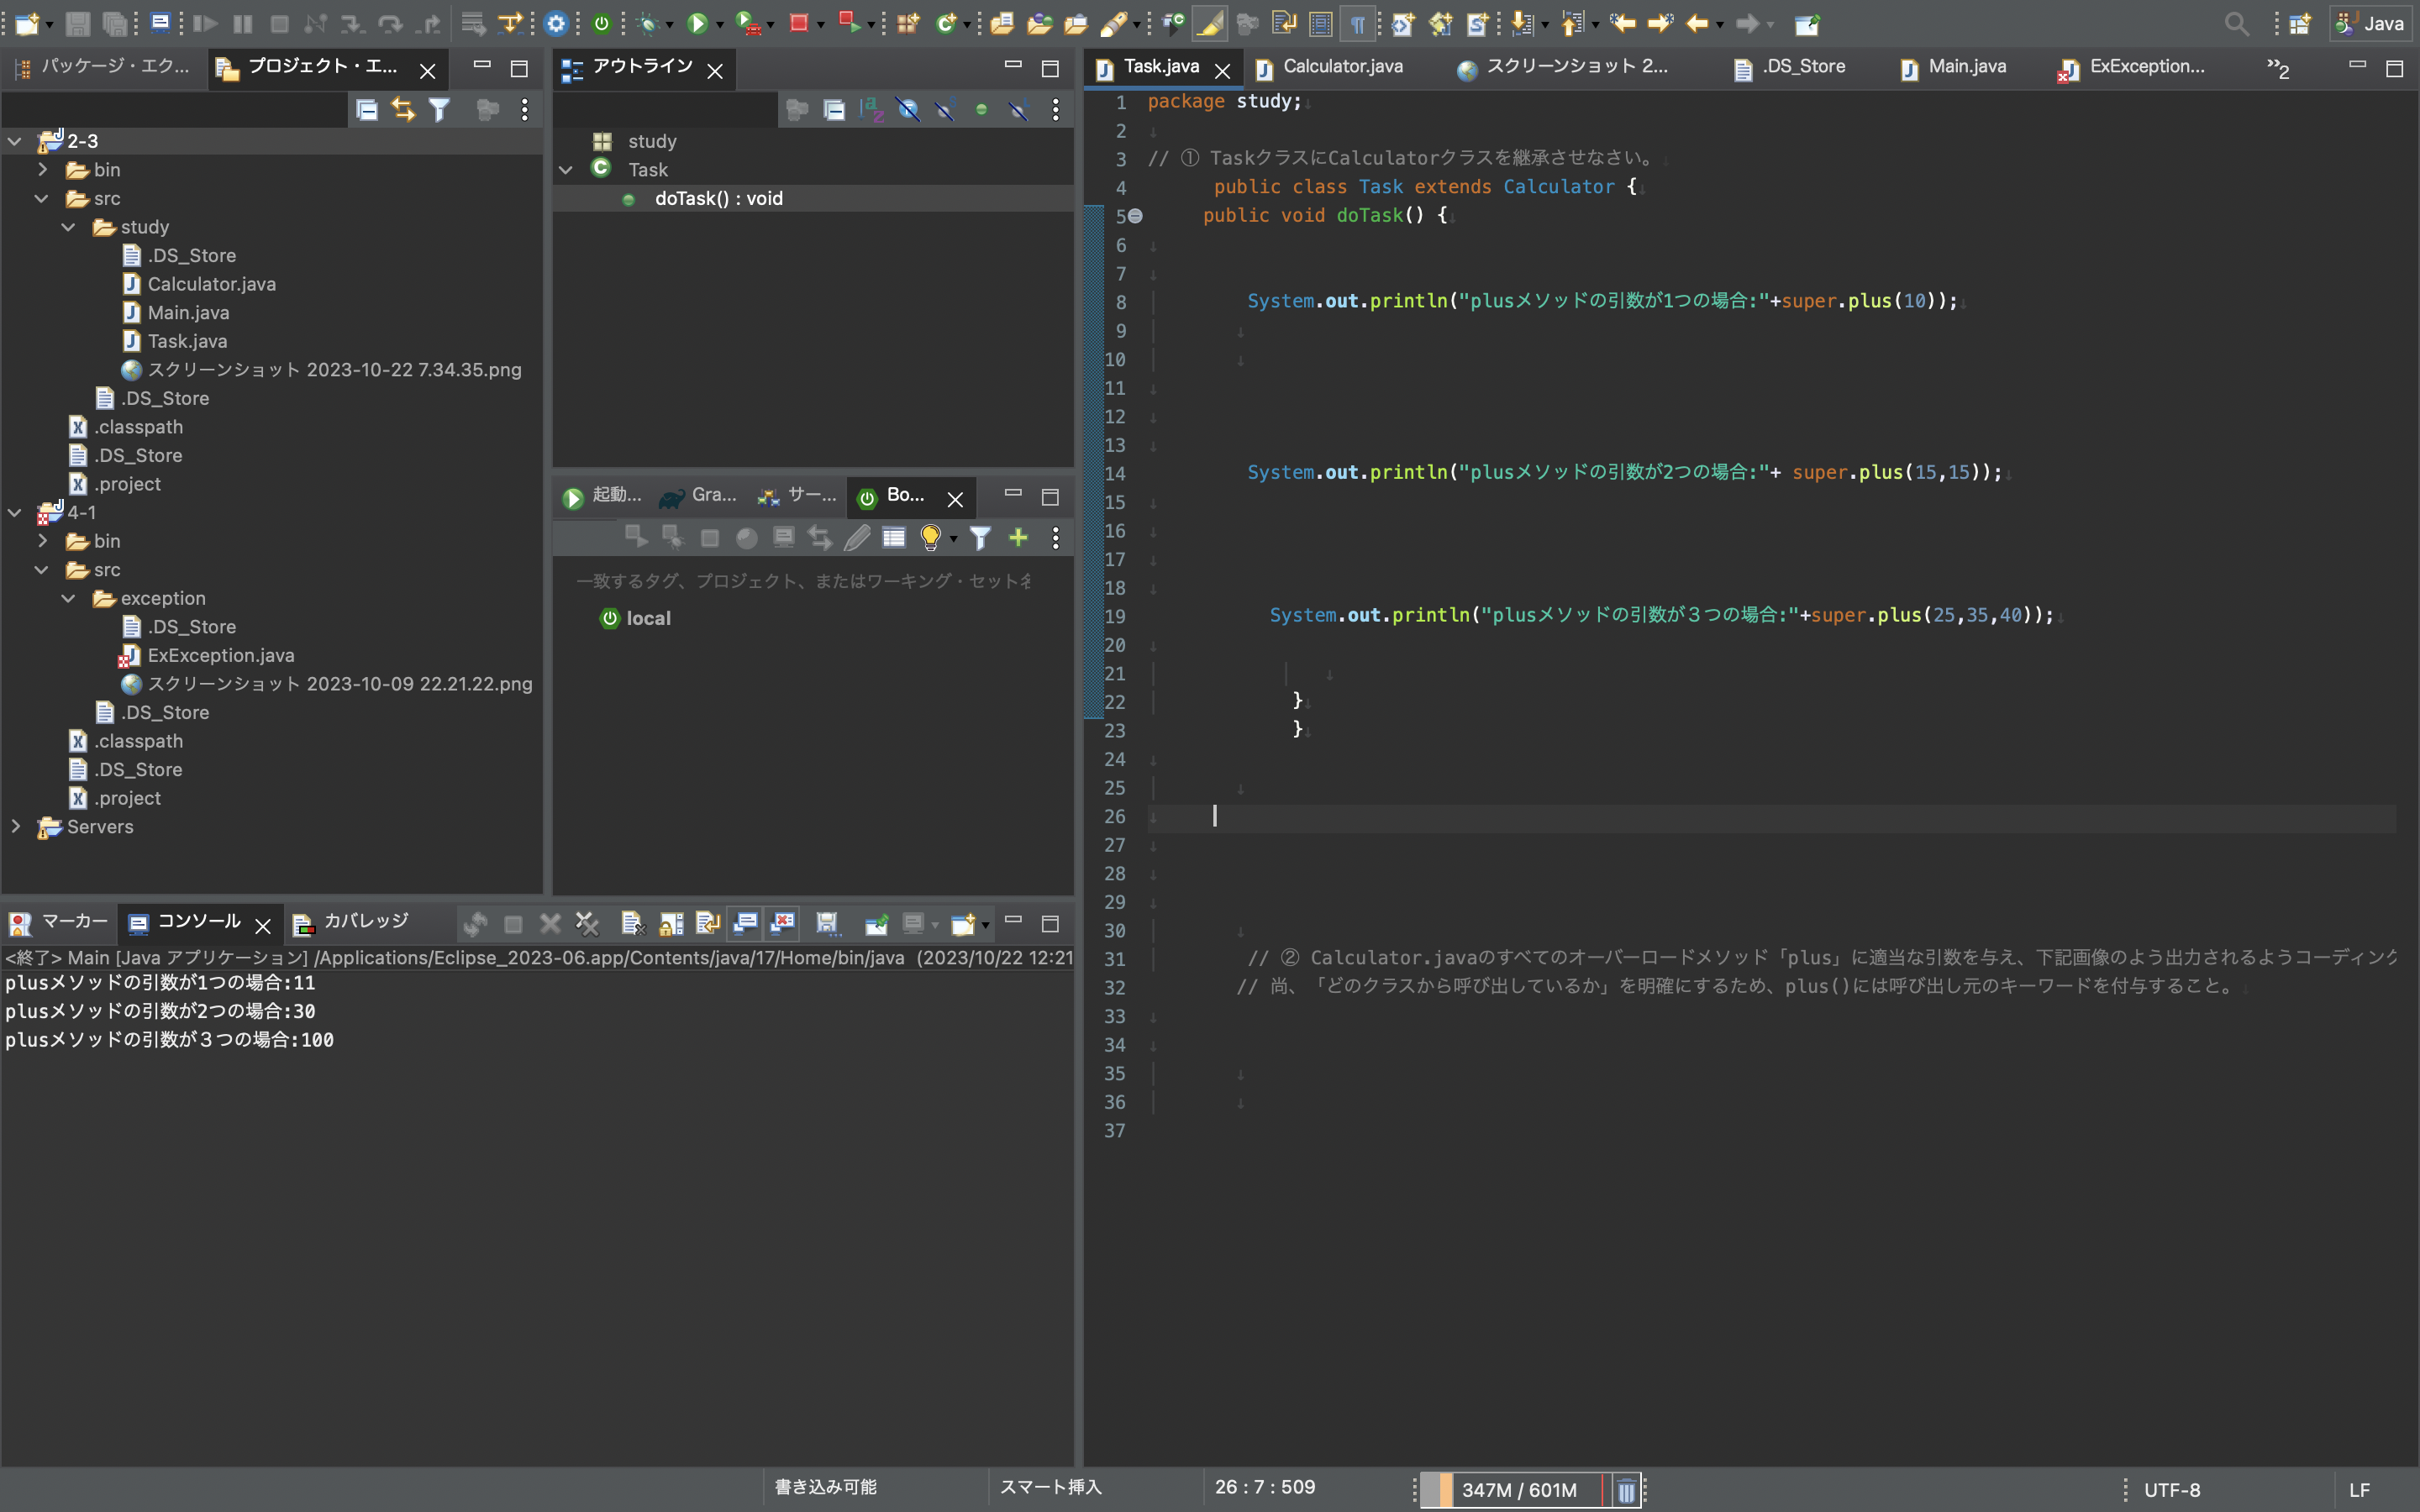 Java
パッケージ・エク...
プロジェクト・エ...
アウトライン
Task.java
Calculator.java
スクリーンショット 2...
.DS_Store
Main.java
ExException...
»2
2-3
bin
src
study
.DS_Store
Calculator.java
Main.java
Task.java
スクリーンショット 2023-10-22 7.34.35.png
.DS_Store
.classpath
.DS_Store
.project
4-1
bin
src
exception
.DS_Store
ExException.java
スクリーンショット 2023-10-09 22.21.22.png
.DS_Store
.classpath
.DS_Store
.project
Servers
study
Task
doTask() : void
起動...
Gra...
サー...
Bo...
一致するタグ、プロジェクト、またはワーキング・セット名
local
1 package study;
2
3 // ① TaskクラスにCalculatorクラスを継承させなさい。
4 public class Task extends Calculator {
5 public void doTask() {
6
7
8 System.out.println("plusメソッドの引数が1つの場合:"+super.plus(10));
9
10
11
12
13
14 System.out.println("plusメソッドの引数が2つの場合:"+ super.plus(15,15));
15
16
17
18
19 System.out.println("plusメソッドの引数が３つの場合:"+super.plus(25,35,40));
20
21
22 }
23 }
24
25
26
27
28
29
30
31 // ② Calculator.javaのすべてのオーバーロードメソッド「plus」に適当な引数を与え、下記画像のよう出力されるようコーディング
32 // 尚、「どのクラスから呼び出しているか」を明確にするため、plus()には呼び出し元のキーワードを付与すること。
33
34
35
36
37
マーカー
コンソール
カバレッジ
<終了> Main [Java アプリケーション] /Applications/Eclipse_2023-06.app/Contents/java/17/Home/bin/java (2023/10/22 12:21
plusメソッドの引数が1つの場合:11
plusメソッドの引数が2つの場合:30
plusメソッドの引数が３つの場合:100
書き込み可能
スマート挿入
26 : 7 : 509
347M / 601M
UTF-8
LF